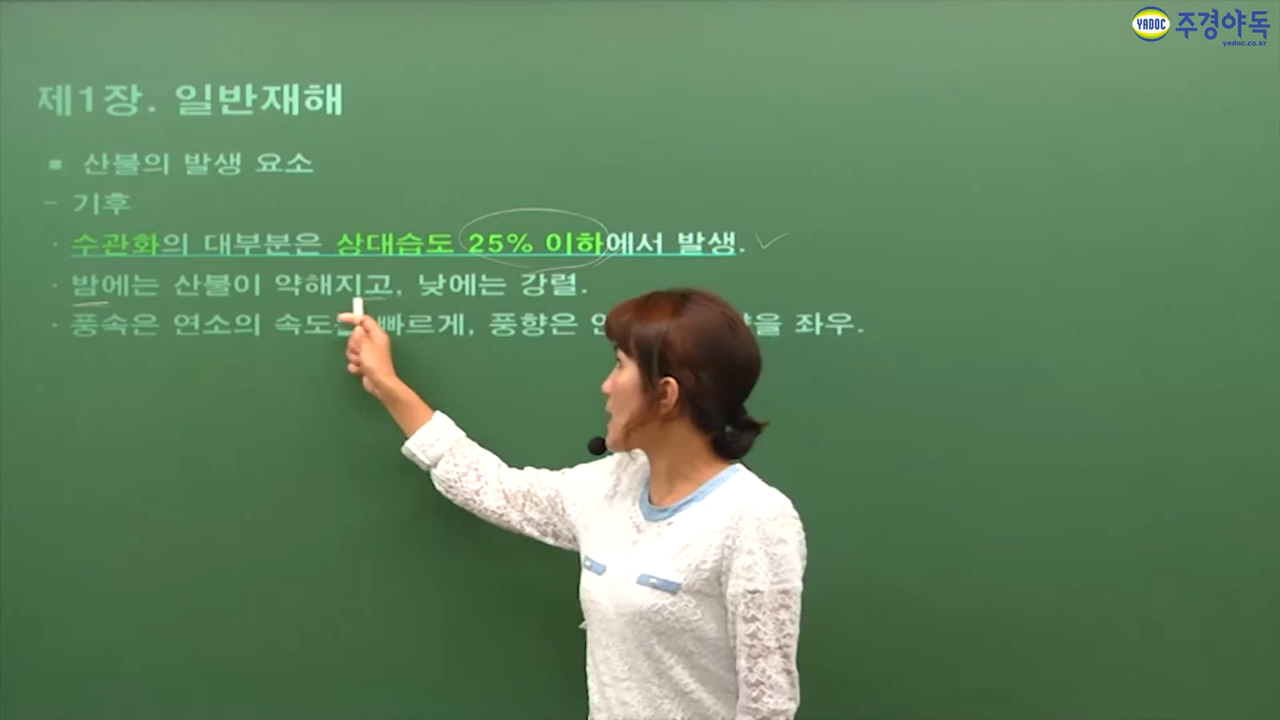 YADOC 주경야독
yadoc.co.kr
제1장. 일반재해
■ 산불의 발생 요소
- 기후
· 수관화의 대부분은 상대습도 25% 이하에서 발생.
· 밤에는 산불이 약해지고, 낮에는 강렬.
· 풍속은 연소의 속도 빠르게, 풍향은 좌우.